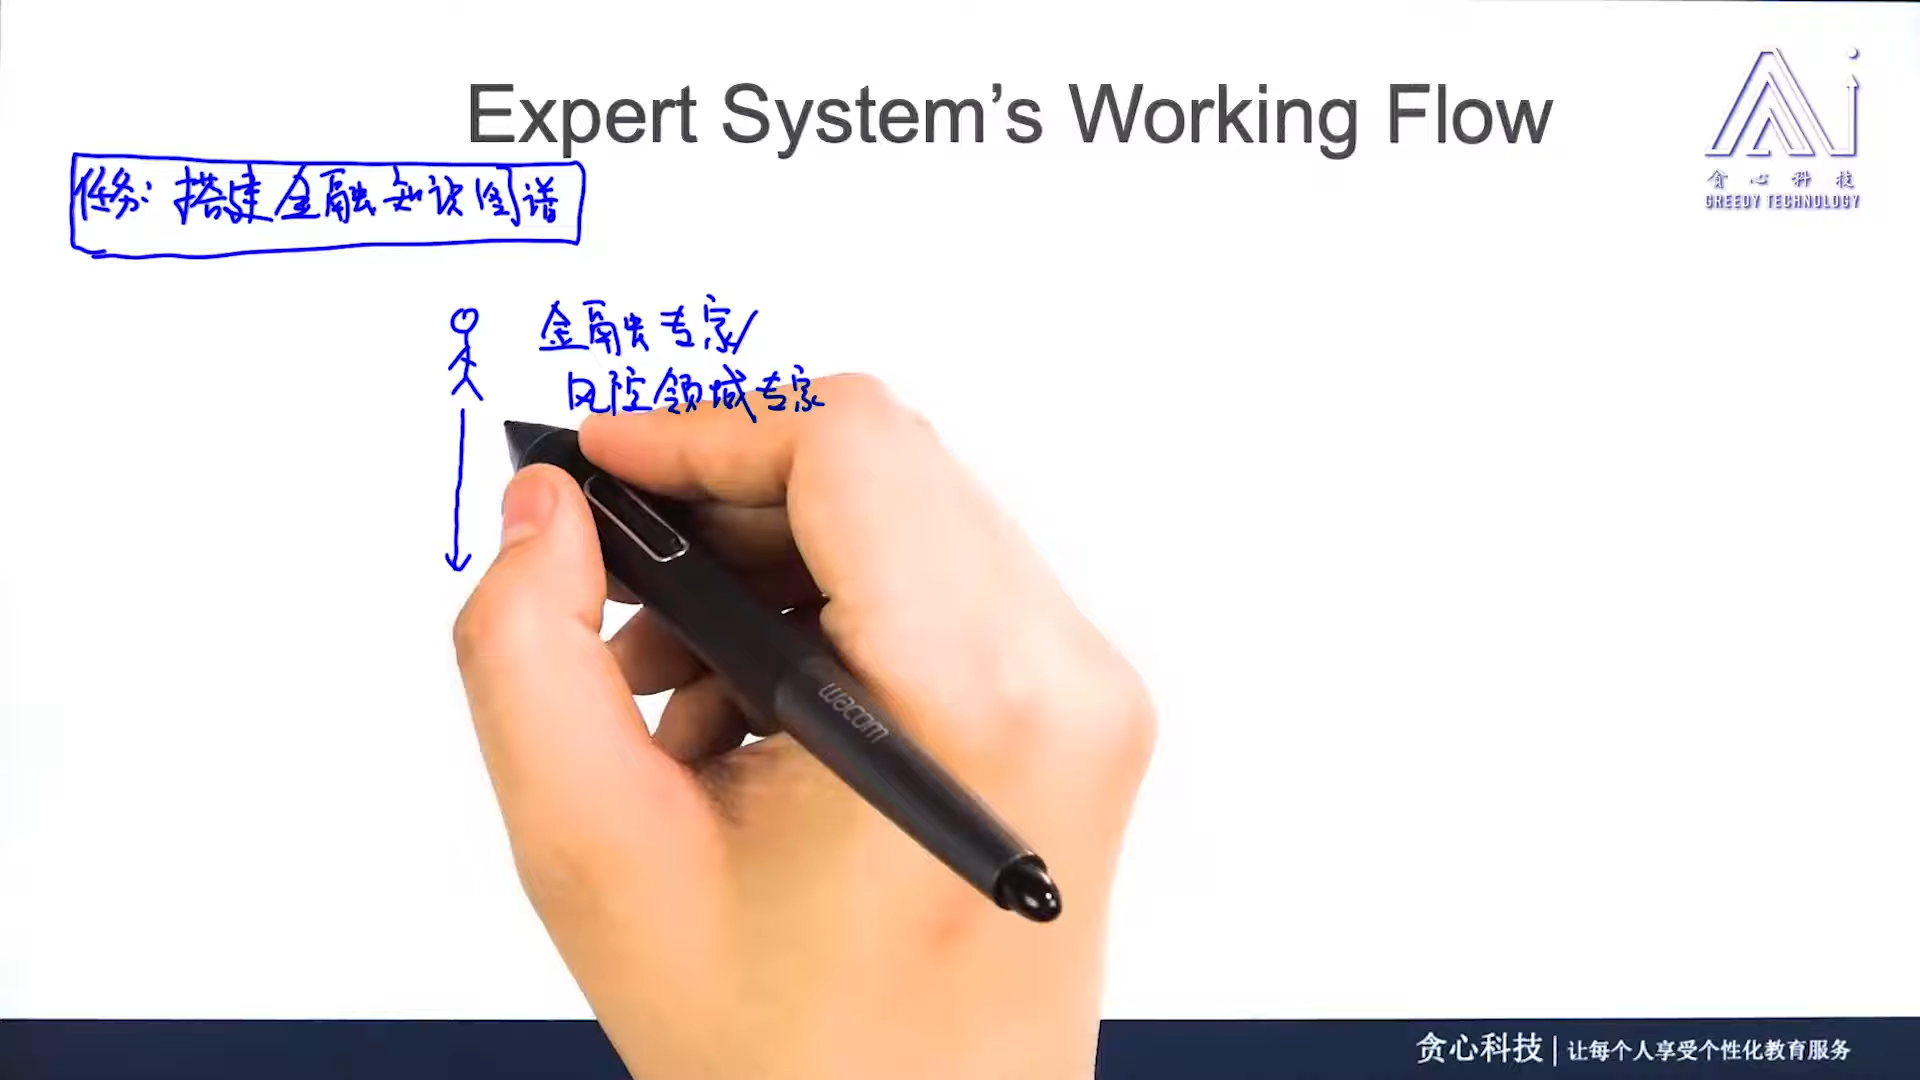 Expert System’s Working Flow
任务：搭建金融知识图谱
金融专家/
风控领域专家
wacom
贪心科技
GREEDY TECHNOLOGY
贪心科技 | 让每个人享受个性化教育服务